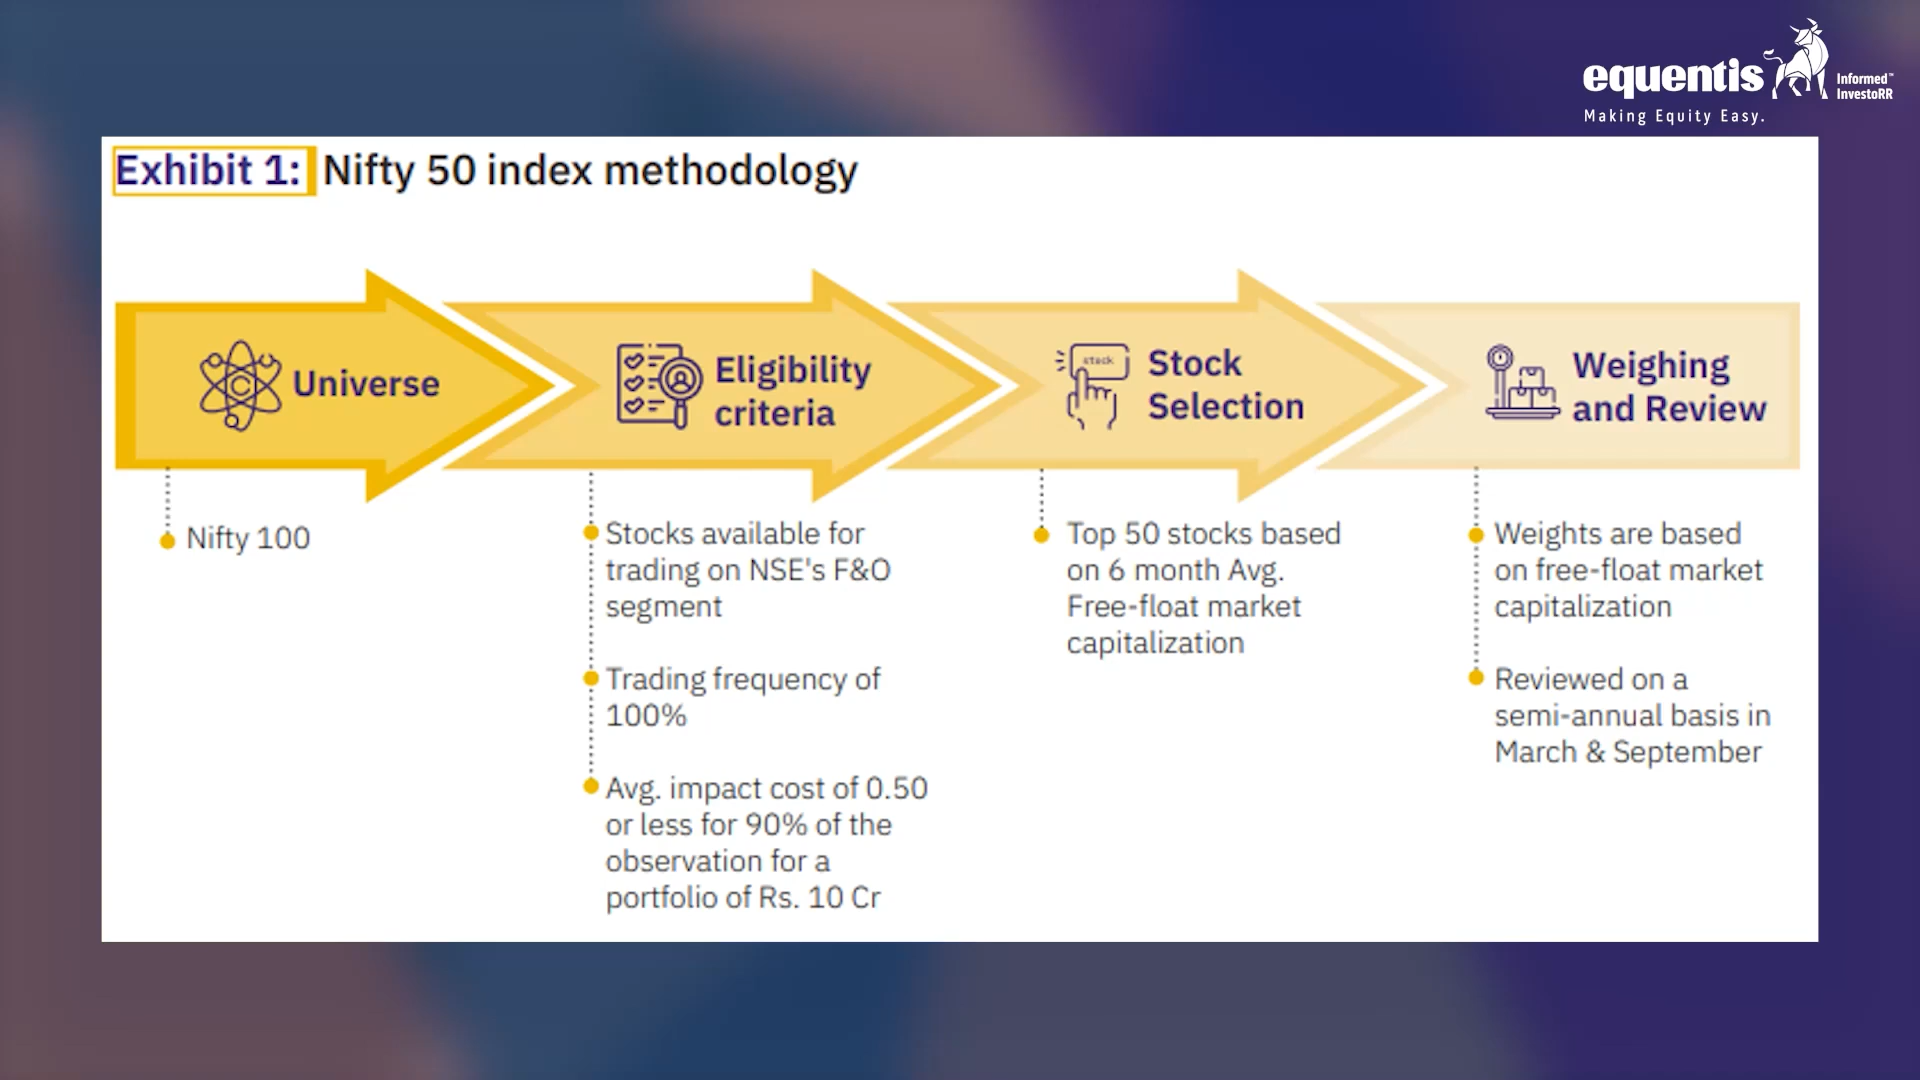 equentis
Informed™
InvestoRR
Making Equity Easy.
Exhibit 1: Nifty 50 index methodology
Universe
Nifty 100
Eligibility
criteria
Stocks available for
trading on NSE's F&O
segment
Trading frequency of
100%
Avg. impact cost of 0.50
or less for 90% of the
observation for a
portfolio of Rs. 10 Cr
stock
Stock
Selection
Top 50 stocks based
on 6 month Avg.
Free-float market
capitalization
Weighing
and Review
Weights are based
on free-float market
capitalization
Reviewed on a
semi-annual basis in
March & September